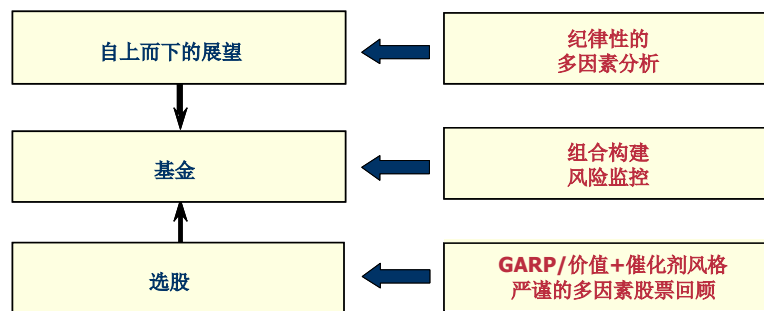 自上而下的展望
纪律性的
多因素分析
基金
组合构建
风险监控
选股
GARP/价值+催化剂风格
严谨的多因素股票回顾